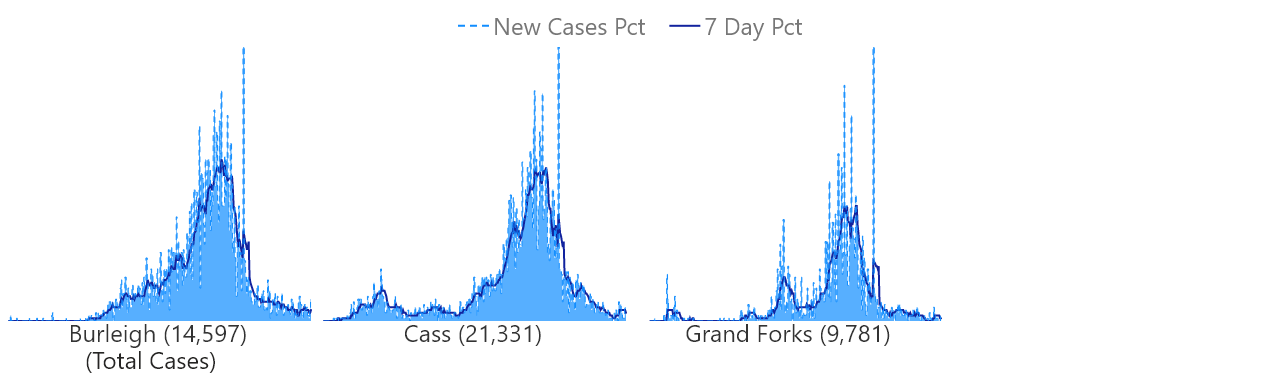 New Cases Pct 7 Day Pct
Burleigh (14,597) Cass (21,331) Grand Forks (9,781)
(Total Cases)